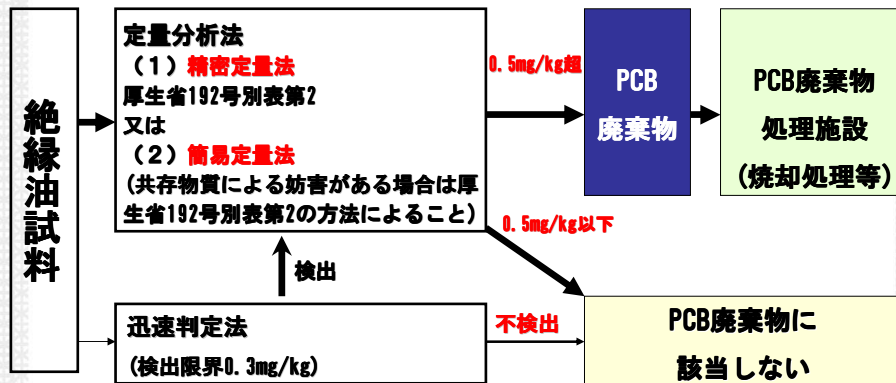 絶縁油試料
定量分析法
（１）精密定量法
厚生省192号別表第2
又は
（２）簡易定量法
(共存物質による妨害がある場合は厚
生省192号別表第2の方法によること)
0.5mg/kg超
PCB
廃棄物
PCB廃棄物
処理施設
(焼却処理等)
0.5mg/kg以下
検出
迅速判定法
(検出限界0.3mg/kg)
不検出
PCB廃棄物に
該当しない